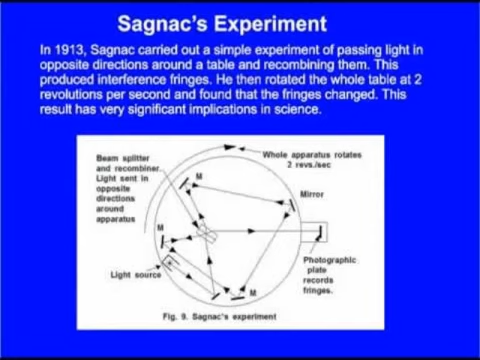 Sagnac's Experiment
In 1913, Sagnac carried out a simple experiment of passing light in
opposite directions around a table and recombining them. This
produced interference fringes. He then rotated the whole table at 2
revolutions per second and found that the fringes changed. This
result has very significant implications in science.
Beam splitter
and recombiner.
Light sent in
opposite
directions
around
apparatus
M
Whole apparatus rotates
2 revs./sec
Mirror
M
Light source
M
Photographic
plate
records
fringes.
Fig. 9. Sagnac's experiment